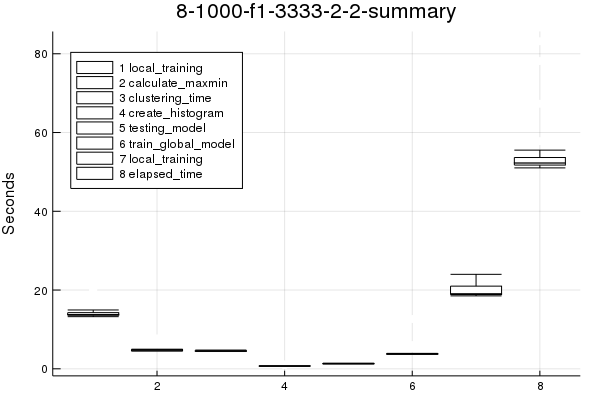 8-1000-f1-3333-2-2-summary
80
60
40
20
0
Seconds
1 local_training
2 calculate_maxmin
3 clustering_time
4 create_histogram
5 testing_model
6 train_global_model
7 local_training
8 elapsed_time
2
4
6
8